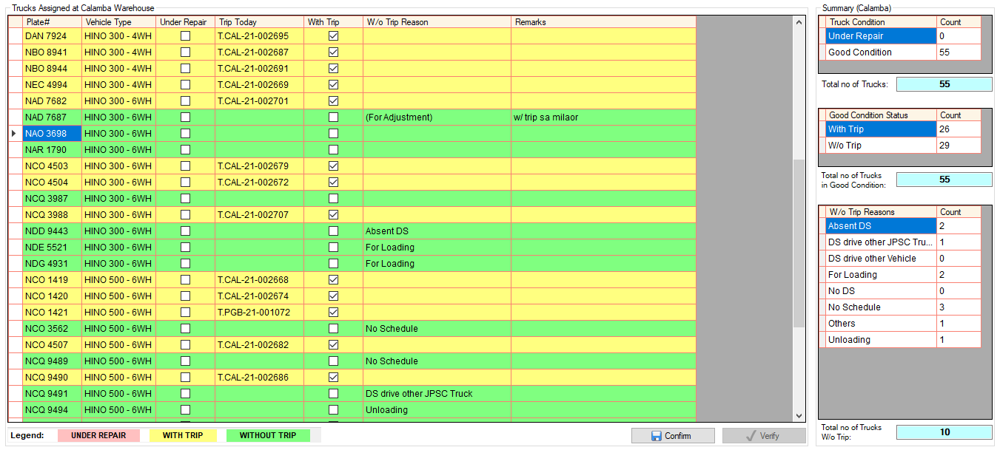 Trucks Assigned at Calamba Warehouse
Plate# Vehicle Type Under Repair Trip Today With Trip W/o Trip Reason Remarks
DAN 7924 HINO 300 - 4WH T.CAL-21-002695
NBO 8941 HINO 300 - 4WH T.CAL-21-002687
NBO 8944 HINO 300 - 4WH T.CAL-21-002691
NEC 4994 HINO 300 - 4WH T.CAL-21-002669
NAD 7682 HINO 300 - 6WH T.CAL-21-002701
NAD 7687 HINO 300 - 6WH (For Adjustment) w/ trip sa milaor
NAO 3698 HINO 300 - 6WH
NAR 1790 HINO 300 - 6WH
NCO 4503 HINO 300 - 6WH T.CAL-21-002679
NCO 4504 HINO 300 - 6WH T.CAL-21-002672
NCQ 3987 HINO 300 - 6WH
NCQ 3988 HINO 300 - 6WH T.CAL-21-002707
NDD 9443 HINO 300 - 6WH Absent DS
NDE 5521 HINO 300 - 6WH For Loading
NDG 4931 HINO 300 - 6WH For Loading
NCO 1419 HINO 500 - 6WH T.CAL-21-002668
NCO 1420 HINO 500 - 6WH T.CAL-21-002674
NCO 1421 HINO 500 - 6WH T.PGB-21-001072
NCO 3562 HINO 500 - 6WH No Schedule
NCO 4507 HINO 500 - 6WH T.CAL-21-002682
NCQ 9489 HINO 500 - 6WH No Schedule
NCQ 9490 HINO 500 - 6WH T.CAL-21-002686
NCQ 9491 HINO 500 - 6WH DS drive other JPSC Truck
NCQ 9494 HINO 500 - 6WH Unloading
Legend: UNDER REPAIR WITH TRIP WITHOUT TRIP
Confirm Verify
Summary (Calamba)
Truck Condition Count
Under Repair 0
Good Condition 55
Total no of Trucks: 55
Good Condition Status Count
With Trip 26
W/o Trip 29
Total no of Trucks
in Good Condition: 55
W/o Trip Reasons Count
Absent DS 2
DS drive other JPSC Tru... 1
DS drive other Vehicle 0
For Loading 2
No DS 0
No Schedule 3
Others 1
Unloading 1
Total no of Trucks
W/o Trip: 10